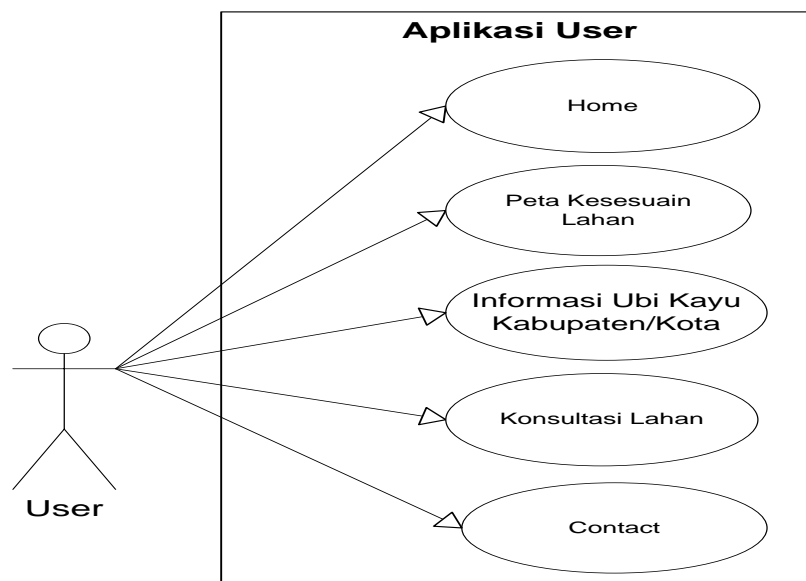 Aplikasi User
Home
Peta Kesesuain
Lahan
Informasi Ubi Kayu
Kabupaten/Kota
Konsultasi Lahan
User
Contact